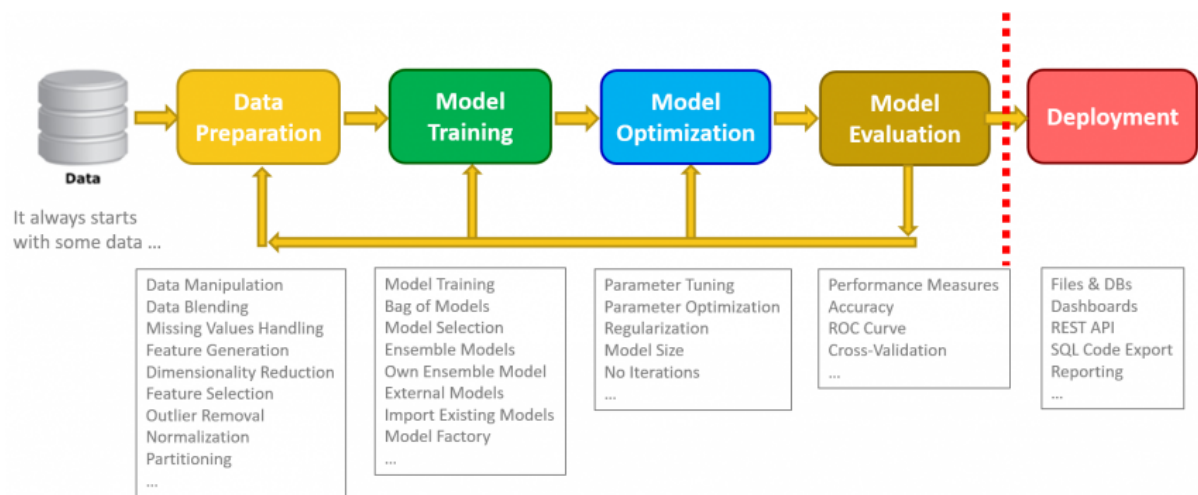 Data
Preparation
Model
Training
Model
Optimization
Model
Evaluation
Deployment
Data
It always starts
with some data ...
Data Manipulation
Data Blending
Missing Values Handling
Feature Generation
Dimensionality Reduction
Feature Selection
Outlier Removal
Normalization
Partitioning
...
Model Training
Bag of Models
Model Selection
Ensemble Models
Own Ensemble Model
External Models
Import Existing Models
Model Factory
...
Parameter Tuning
Parameter Optimization
Regularization
Model Size
No Iterations
...
Performance Measures
Accuracy
ROC Curve
Cross-Validation
...
Files & DBs
Dashboards
REST API
SQL Code Export
Reporting
...